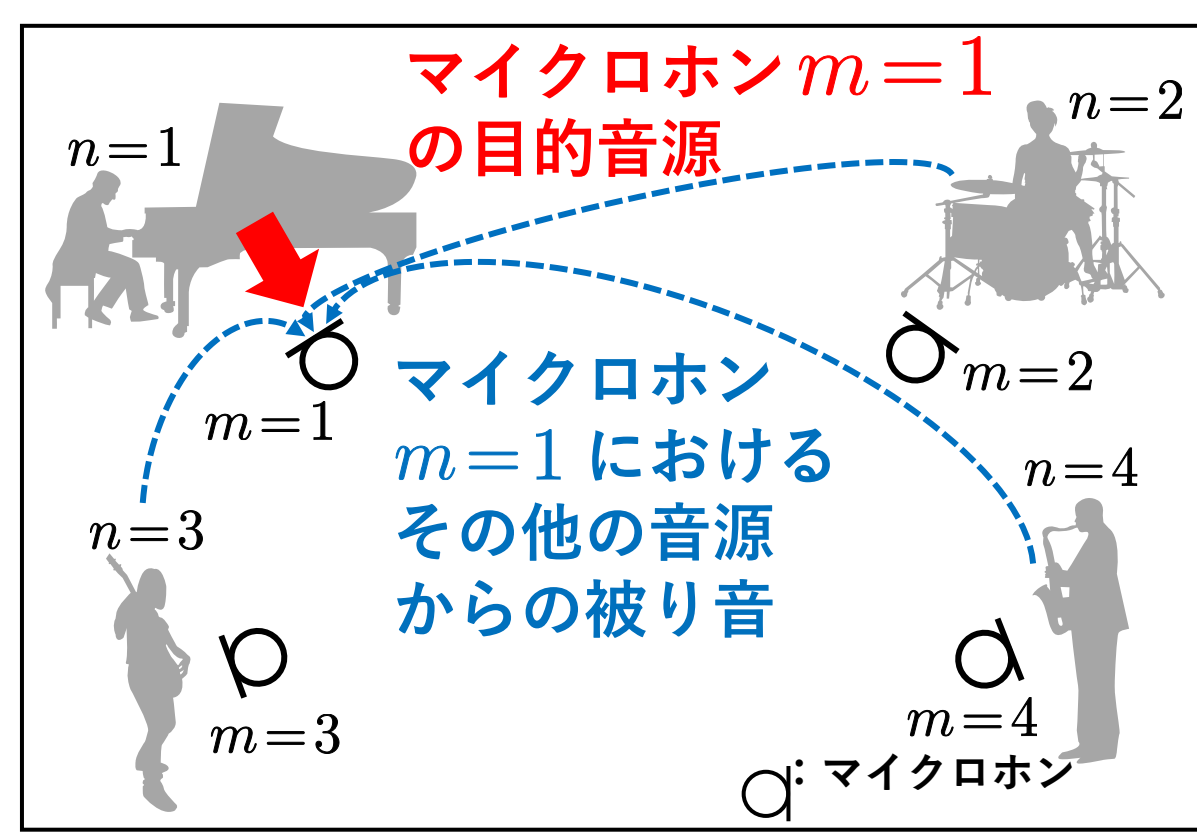 マイクロホン m=1
の目的音源
n=1
n=2
m=1
m=2
マイクロホン
m=1 における
その他の音源
からの被り音
n=3
n=4
m=3
m=4
: マイクロホン